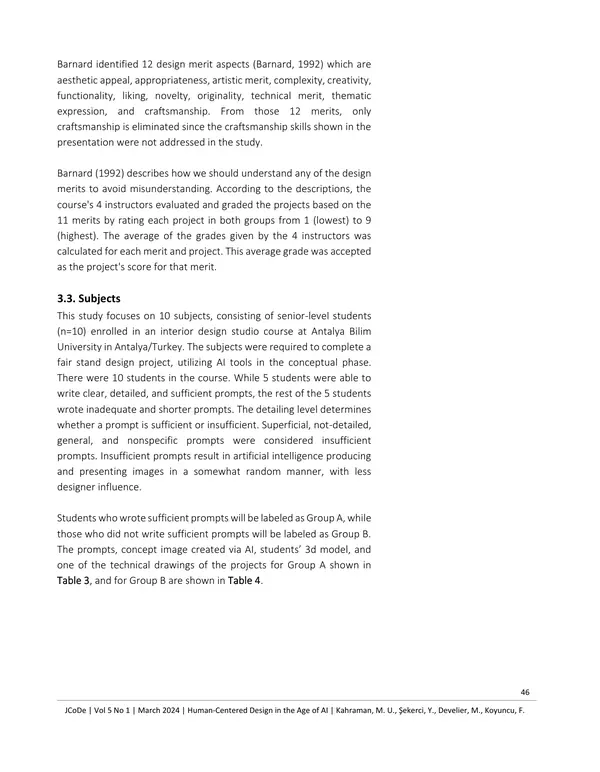 Barnard identified 12 design merit aspects (Barnard, 1992) which are
aesthetic appeal, appropriateness, artistic merit, complexity, creativity,
functionality, liking, novelty, originality, technical merit, thematic
expression, and craftsmanship. From those 12 merits, only
craftsmanship is eliminated since the craftsmanship skills shown in the
presentation were not addressed in the study.
Barnard (1992) describes how we should understand any of the design
merits to avoid misunderstanding. According to the descriptions, the
course's 4 instructors evaluated and graded the projects based on the
11 merits by rating each project in both groups from 1 (lowest) to 9
(highest). The average of the grades given by the 4 instructors was
calculated for each merit and project. This average grade was accepted
as the project's score for that merit.
3.3. Subjects
This study focuses on 10 subjects, consisting of senior-level students
(n=10) enrolled in an interior design studio course at Antalya Bilim
University in Antalya/Turkey. The subjects were required to complete a
fair stand design project, utilizing AI tools in the conceptual phase.
There were 10 students in the course. While 5 students were able to
write clear, detailed, and sufficient prompts, the rest of the 5 students
wrote inadequate and shorter prompts. The detailing level determines
whether a prompt is sufficient or insufficient. Superficial, not-detailed,
general, and nonspecific prompts were considered insufficient
prompts. Insufficient prompts result in artificial intelligence producing
and presenting images in a somewhat random manner, with less
designer influence.
Students who wrote sufficient prompts will be labeled as Group A, while
those who did not write sufficient prompts will be labeled as Group B.
The prompts, concept image created via AI, students’ 3d model, and
one of the technical drawings of the projects for Group A shown in
Table 3, and for Group B are shown in Table 4.
46
JCoDe | Vol 5 No 1 | March 2024 | Human-Centered Design in the Age of AI | Kahraman, M. U., Şekerci, Y., Develier, M., Koyuncu, F.